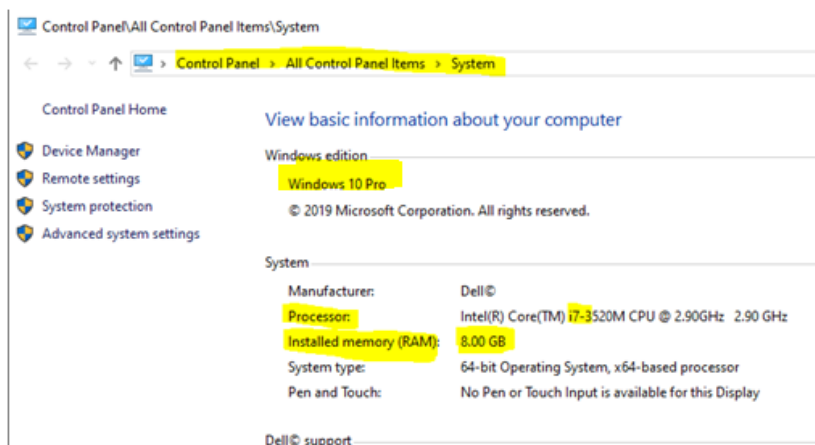 Control Panel\All Control Panel Items\System
Control Panel > All Control Panel Items > System
Control Panel Home
Device Manager
Remote settings
System protection
Advanced system settings
View basic information about your computer
Windows edition
Windows 10 Pro
© 2019 Microsoft Corporation. All rights reserved.
System
Manufacturer: Dell©
Processor: Intel(R) Core(TM) i7-3520M CPU @ 2.90GHz 2.90 GHz
Installed memory (RAM): 8.00 GB
System type: 64-bit Operating System, x64-based processor
Pen and Touch: No Pen or Touch Input is available for this Display
Dell© support